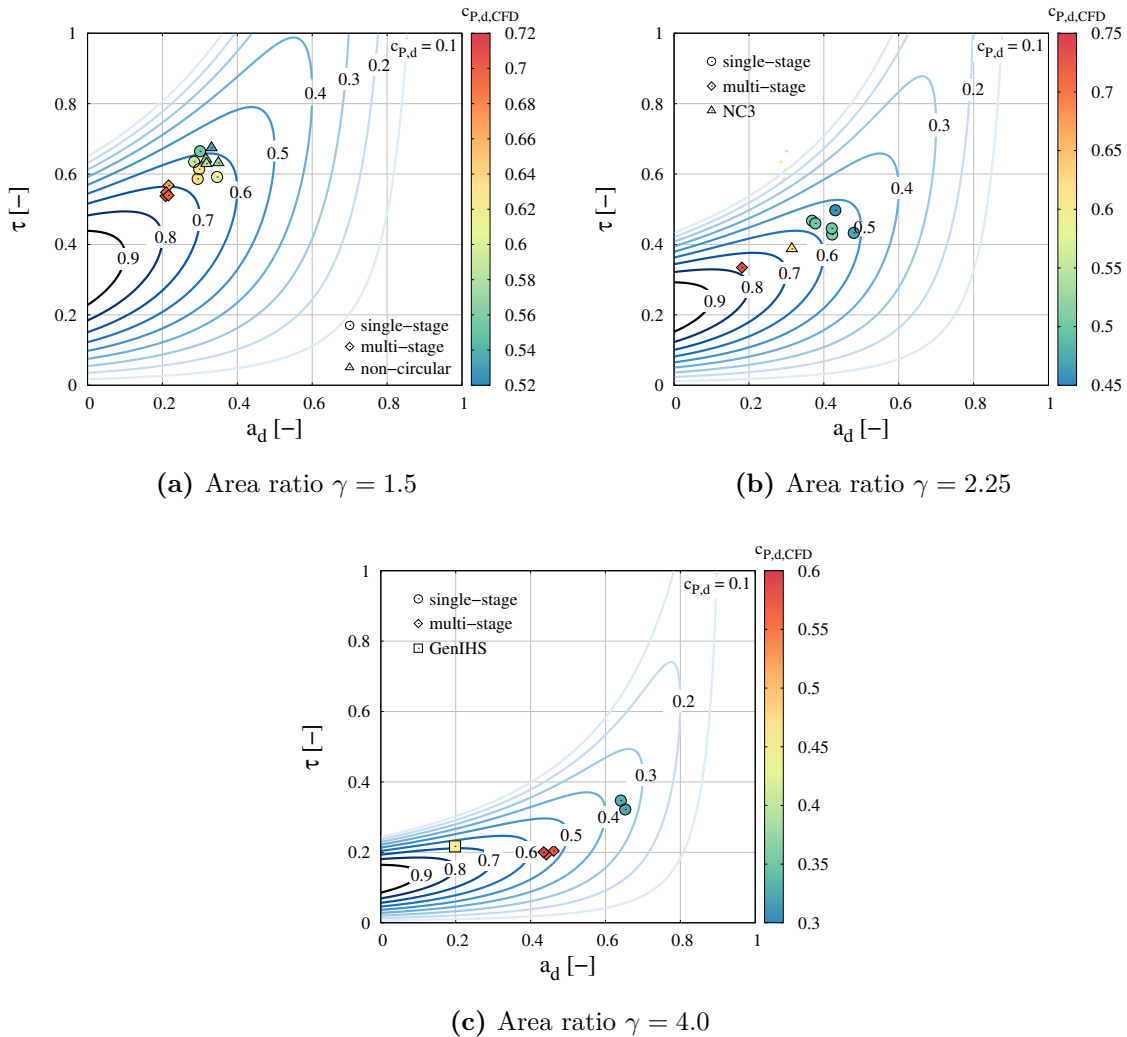 c_{P,d,CFD}
1
0.8
0.6
0.4
0.2
0
τ [−]
0 0.2 0.4 0.6 0.8 1
a_d [−]
c_{P,d} = 0.1
0.2
0.3
0.4
0.5
0.6
0.7
0.8
0.9
single−stage
multi−stage
non−circular
0.72
0.7
0.68
0.66
0.64
0.62
0.6
0.58
0.56
0.54
0.52
(a) Area ratio γ = 1.5
c_{P,d,CFD}
1
0.8
0.6
0.4
0.2
0
τ [−]
0 0.2 0.4 0.6 0.8 1
a_d [−]
single−stage
multi−stage
NC3
c_{P,d} = 0.1
0.2
0.3
0.4
0.5
0.6
0.7
0.8
0.9
0.75
0.7
0.65
0.6
0.55
0.5
0.45
(b) Area ratio γ = 2.25
c_{P,d,CFD}
1
0.8
0.6
0.4
0.2
0
τ [−]
0 0.2 0.4 0.6 0.8 1
a_d [−]
single−stage
multi−stage
GenIHS
c_{P,d} = 0.1
0.2
0.3
0.4
0.5
0.6
0.7
0.8
0.9
0.6
0.55
0.5
0.45
0.4
0.35
0.3
(c) Area ratio γ = 4.0